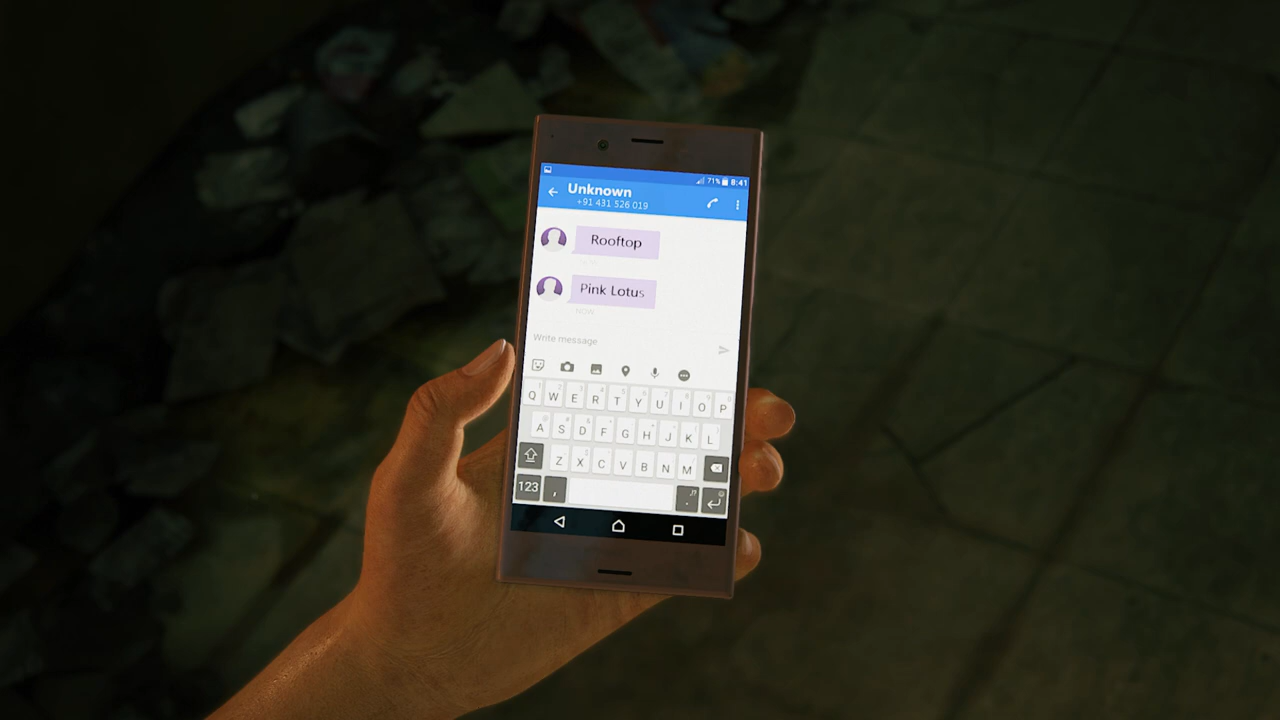 71% 8:41
Unknown
+91 431 526 019
Rooftop
Pink Lotus
NOW
Write message
Q W E R T Y U I O P
A S D F G H J K L
Z X C V B N M
123 , .